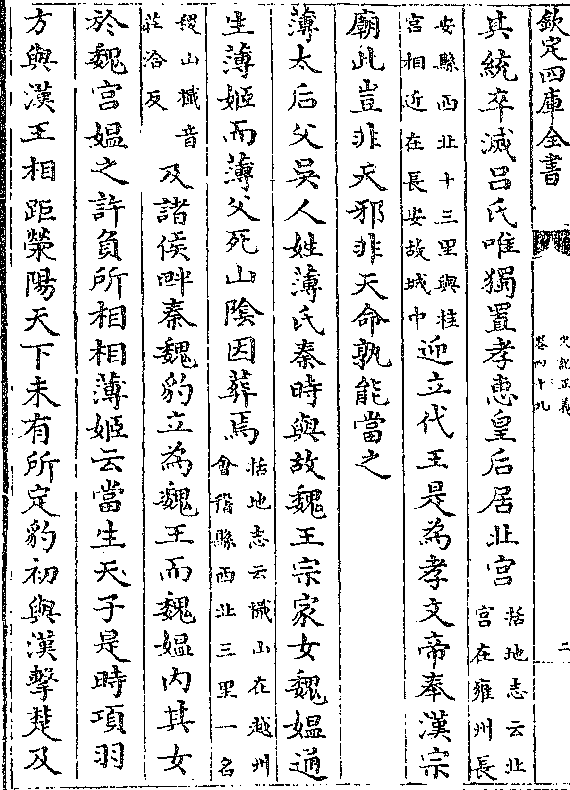 欽定四庫全書
史記正義
卷四十九
二
其統卒滅呂氏唯獨置孝惠皇后居北宮括地志云北宮在雍州長
安縣西北十三里與桂宮相近在長安故城中迎立代王是為孝文帝奉漢宗
廟此豈非天邪非天命孰能當之
薄太后父吳人姓薄氏秦時與故魏王宗家女魏媼通
生薄姬而薄父死山陰因葬焉括地志云檝山在越州會稽縣西北三里一名
稷山檝音莊洽反及諸侯畔秦魏豹立為魏王而魏媼内其女
於魏宮媼之許負所相相薄姬云當生天子是時項羽
方與漢王相距滎陽天下未有所定豹初與漢擊楚及